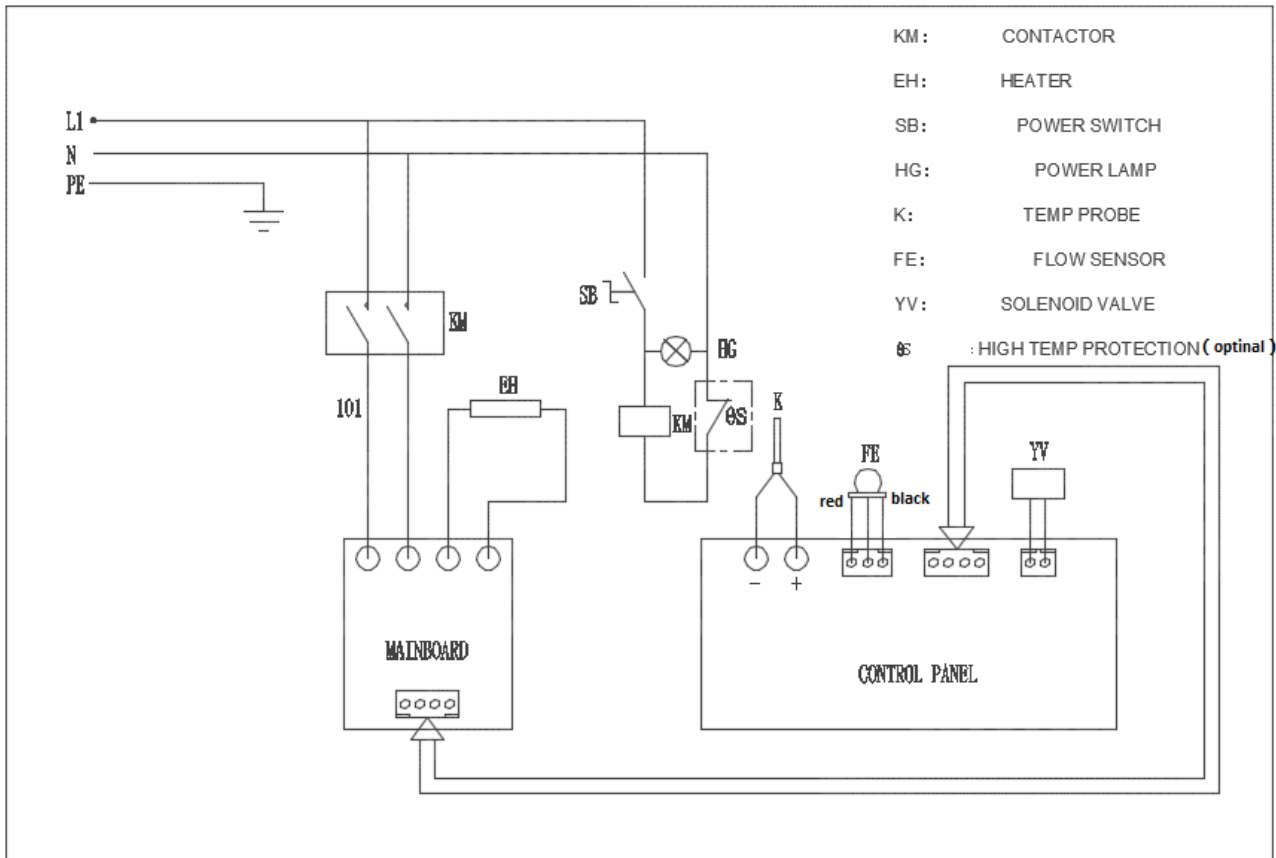 KM: CONTACTOR
EH: HEATER
SB: POWER SWITCH
HG: POWER LAMP
K: TEMP PROBE
FE: FLOW SENSOR
YV: SOLENOID VALVE
θS : HIGH TEMP PROTECTION ( optinal )
L1
N
PE
SB
KM
HG
101
EH
KM
θS
K
FE
YV
red
black
- +
MAINBOARD
CONTROL PANEL